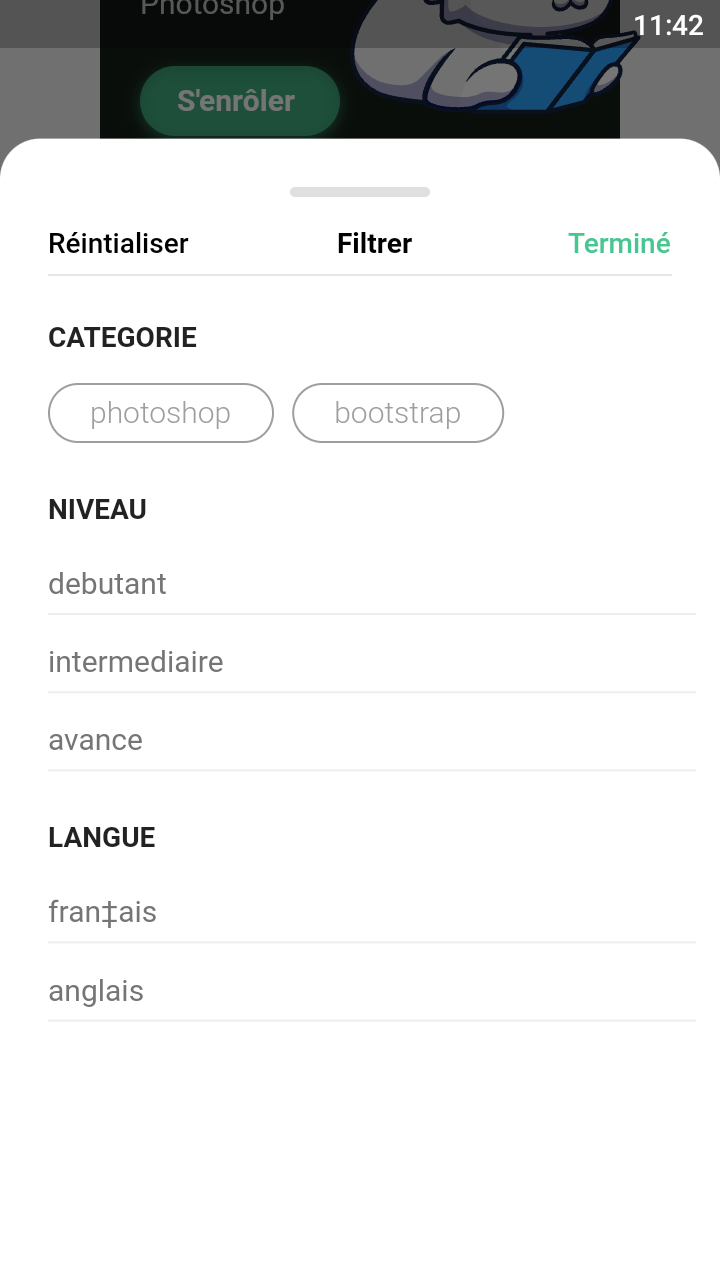 Photoshop
11:42
S'enrôler
Réintialiser Filtrer Terminé
CATEGORIE
photoshop bootstrap
NIVEAU
debutant
intermediaire
avance
LANGUE
fran‡ais
anglais